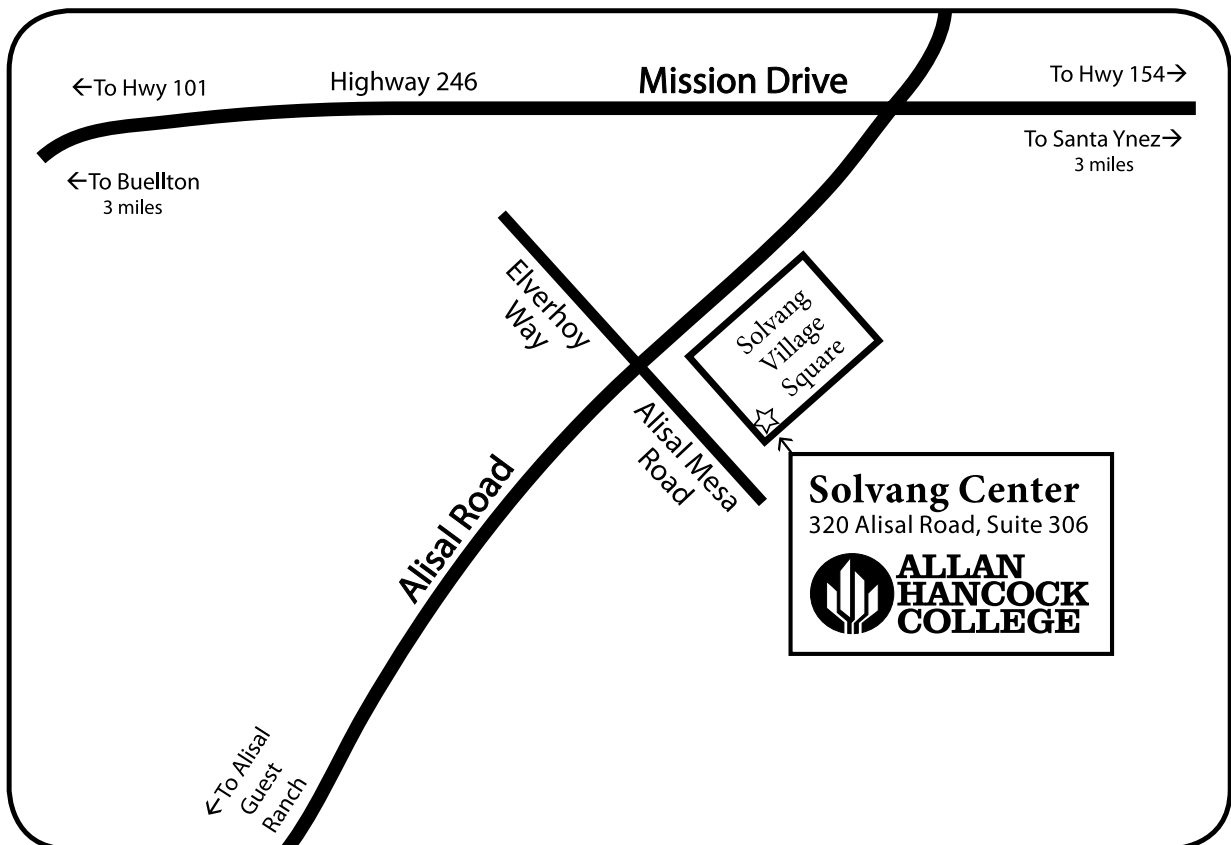 ←To Hwy 101
Highway 246
Mission Drive
To Hwy 154→
←To Buellton
3 miles
To Santa Ynez→
3 miles
Elverhoy
Way
Solvang
Village
Square
Alisal Mesa
Road
Alisal Road
Solvang Center
320 Alisal Road, Suite 306
ALLAN
HANCOCK
COLLEGE
←To Alisal
Guest
Ranch